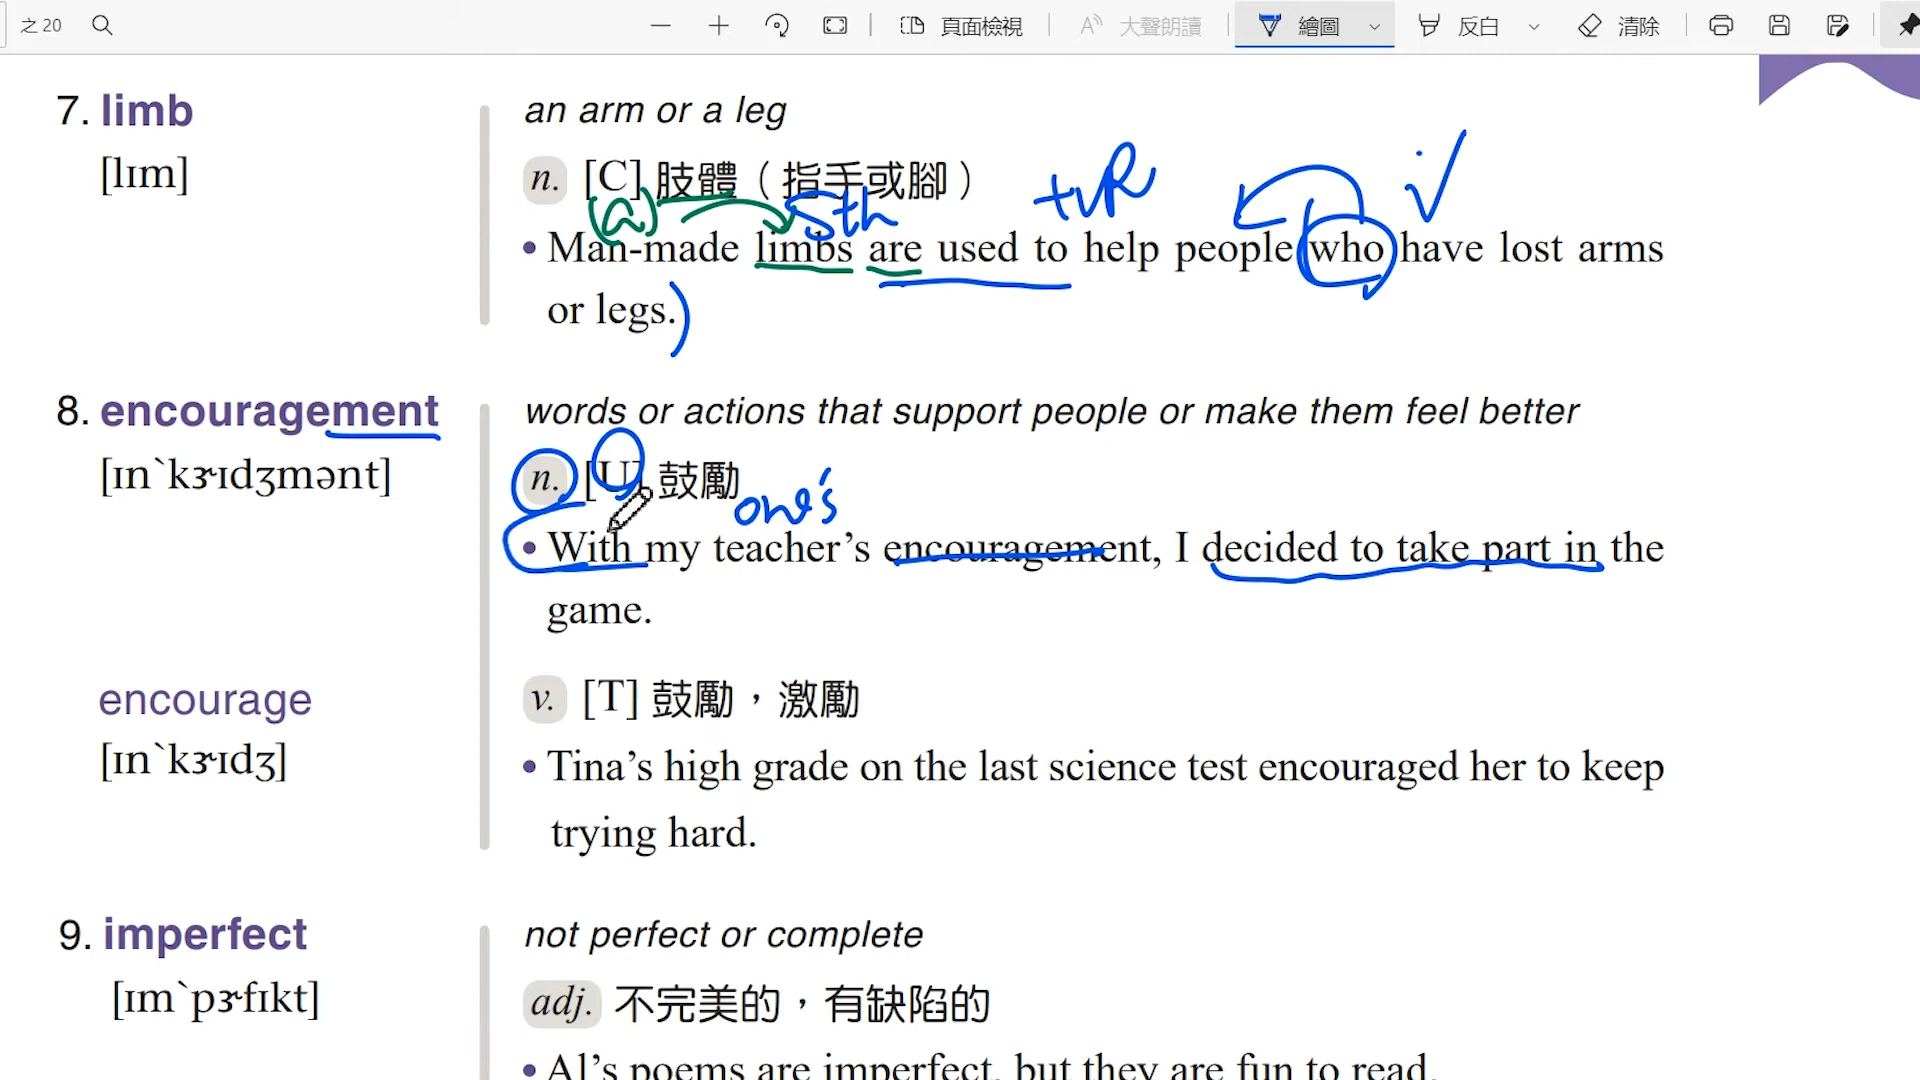 之 20 頁面檢視 大聲朗讀 繪圖 反白 清除
7. limb
[lɪm]
an arm or a leg
n. [C] 肢體（指手或腳）
(a) sth +VR
• Man-made limbs are used to help people who have lost arms
or legs.)
8. encouragement
[ɪnˋkɝɪdʒmənt]
words or actions that support people or make them feel better
n. [U] 鼓勵
one's
• With my teacher’s encouragement, I decided to take part in the
game.
encourage
[ɪnˋkɝɪdʒ]
v. [T] 鼓勵，激勵
• Tina’s high grade on the last science test encouraged her to keep
trying hard.
9. imperfect
[ɪmˋpɝfɪkt]
not perfect or complete
adj. 不完美的，有缺陷的
• Al’s poems are imperfect, but they are fun to read.